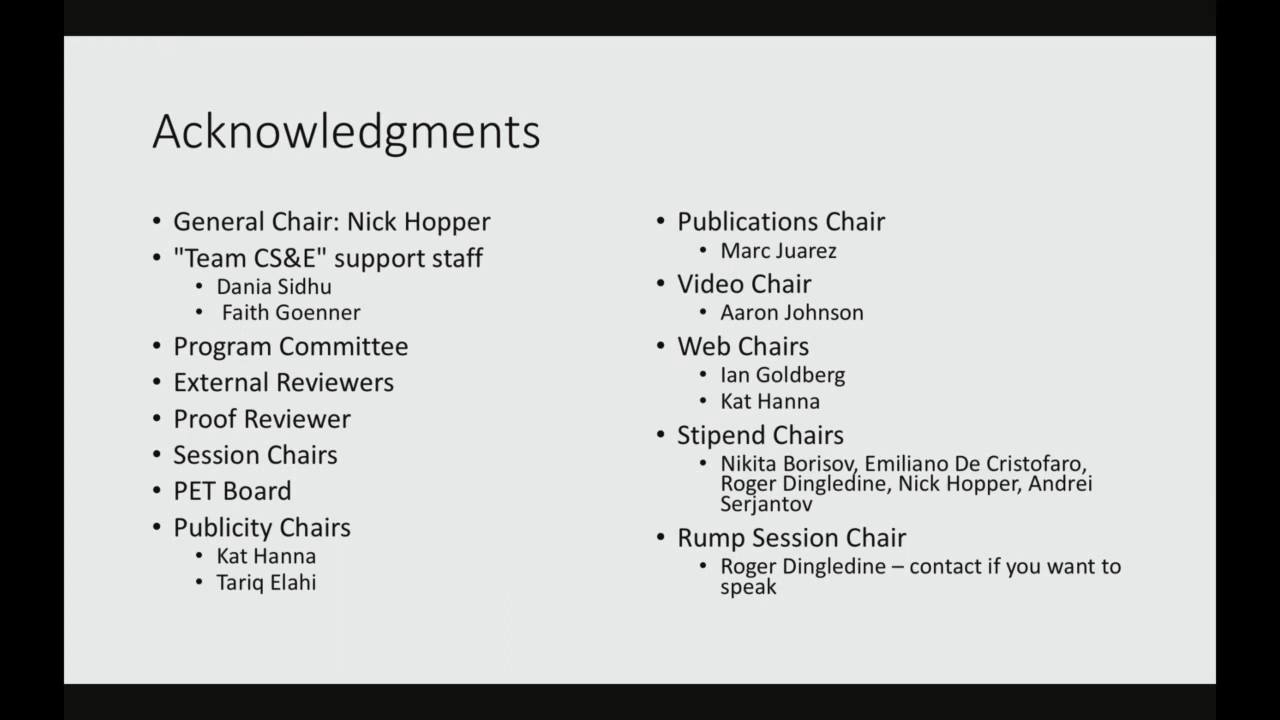 Acknowledgments
• General Chair: Nick Hopper
• "Team CS&E" support staff
• Dania Sidhu
• Faith Goenner
• Program Committee
• External Reviewers
• Proof Reviewer
• Session Chairs
• PET Board
• Publicity Chairs
• Kat Hanna
• Tariq Elahi
• Publications Chair
• Marc Juarez
• Video Chair
• Aaron Johnson
• Web Chairs
• Ian Goldberg
• Kat Hanna
• Stipend Chairs
• Nikita Borisov, Emiliano De Cristofaro,
Roger Dingledine, Nick Hopper, Andrei
Serjantov
• Rump Session Chair
• Roger Dingledine – contact if you want to
speak